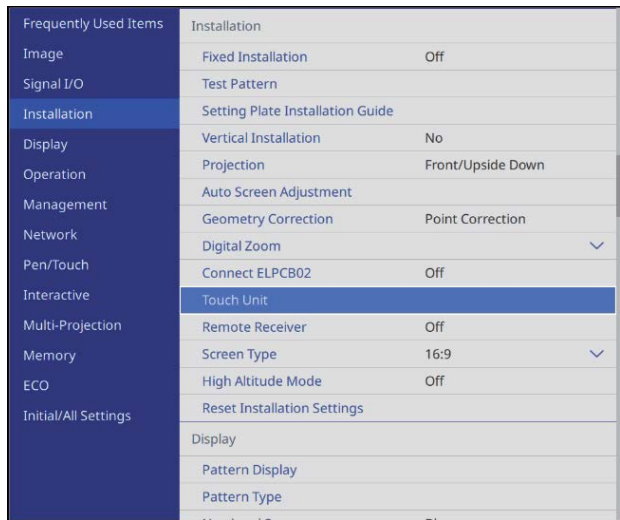 Frequently Used Items
Image
Signal I/O
Installation
Display
Operation
Management
Network
Pen/Touch
Interactive
Multi-Projection
Memory
ECO
Initial/All Settings
Installation
Fixed Installation Off
Test Pattern
Setting Plate Installation Guide
Vertical Installation No
Projection Front/Upside Down
Auto Screen Adjustment
Geometry Correction Point Correction
Digital Zoom
Connect ELPCB02 Off
Touch Unit
Remote Receiver Off
Screen Type 16:9
High Altitude Mode Off
Reset Installation Settings
Display
Pattern Display
Pattern Type